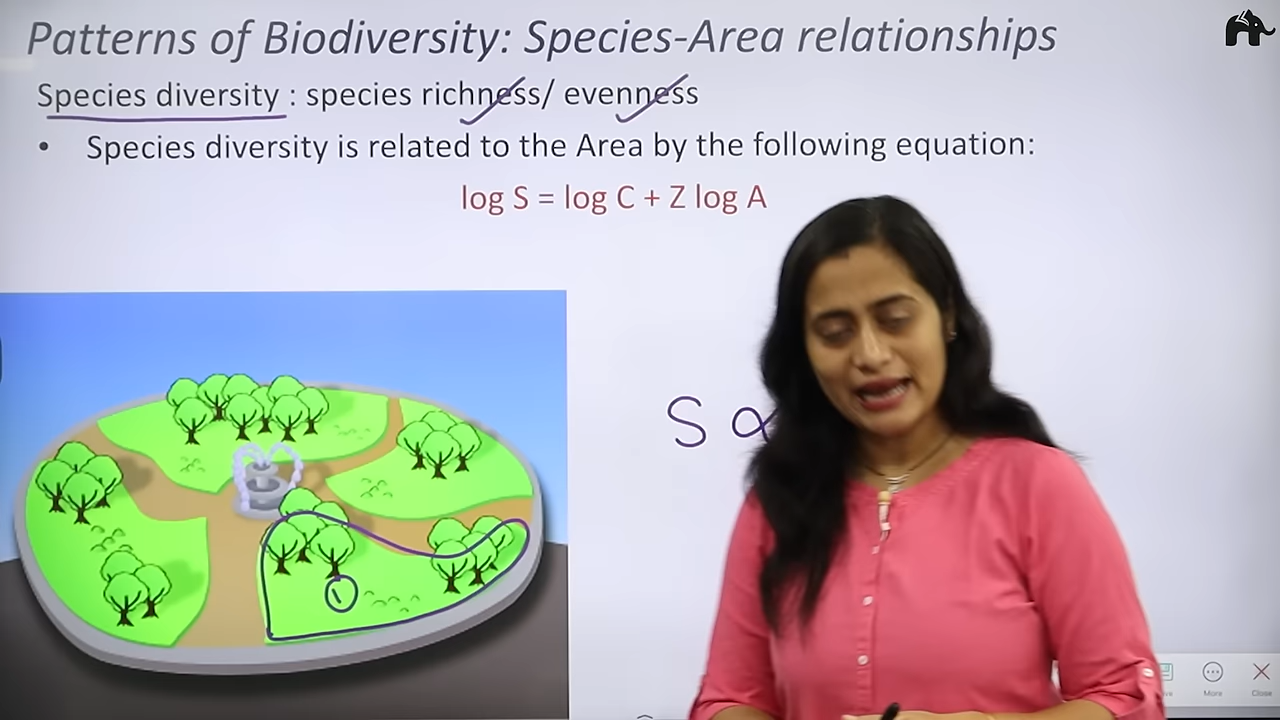 Patterns of Biodiversity: Species-Area relationships
Species diversity : species richness/ evenness
• Species diversity is related to the Area by the following equation:
log S = log C + Z log A
S ∝
1
More
Close